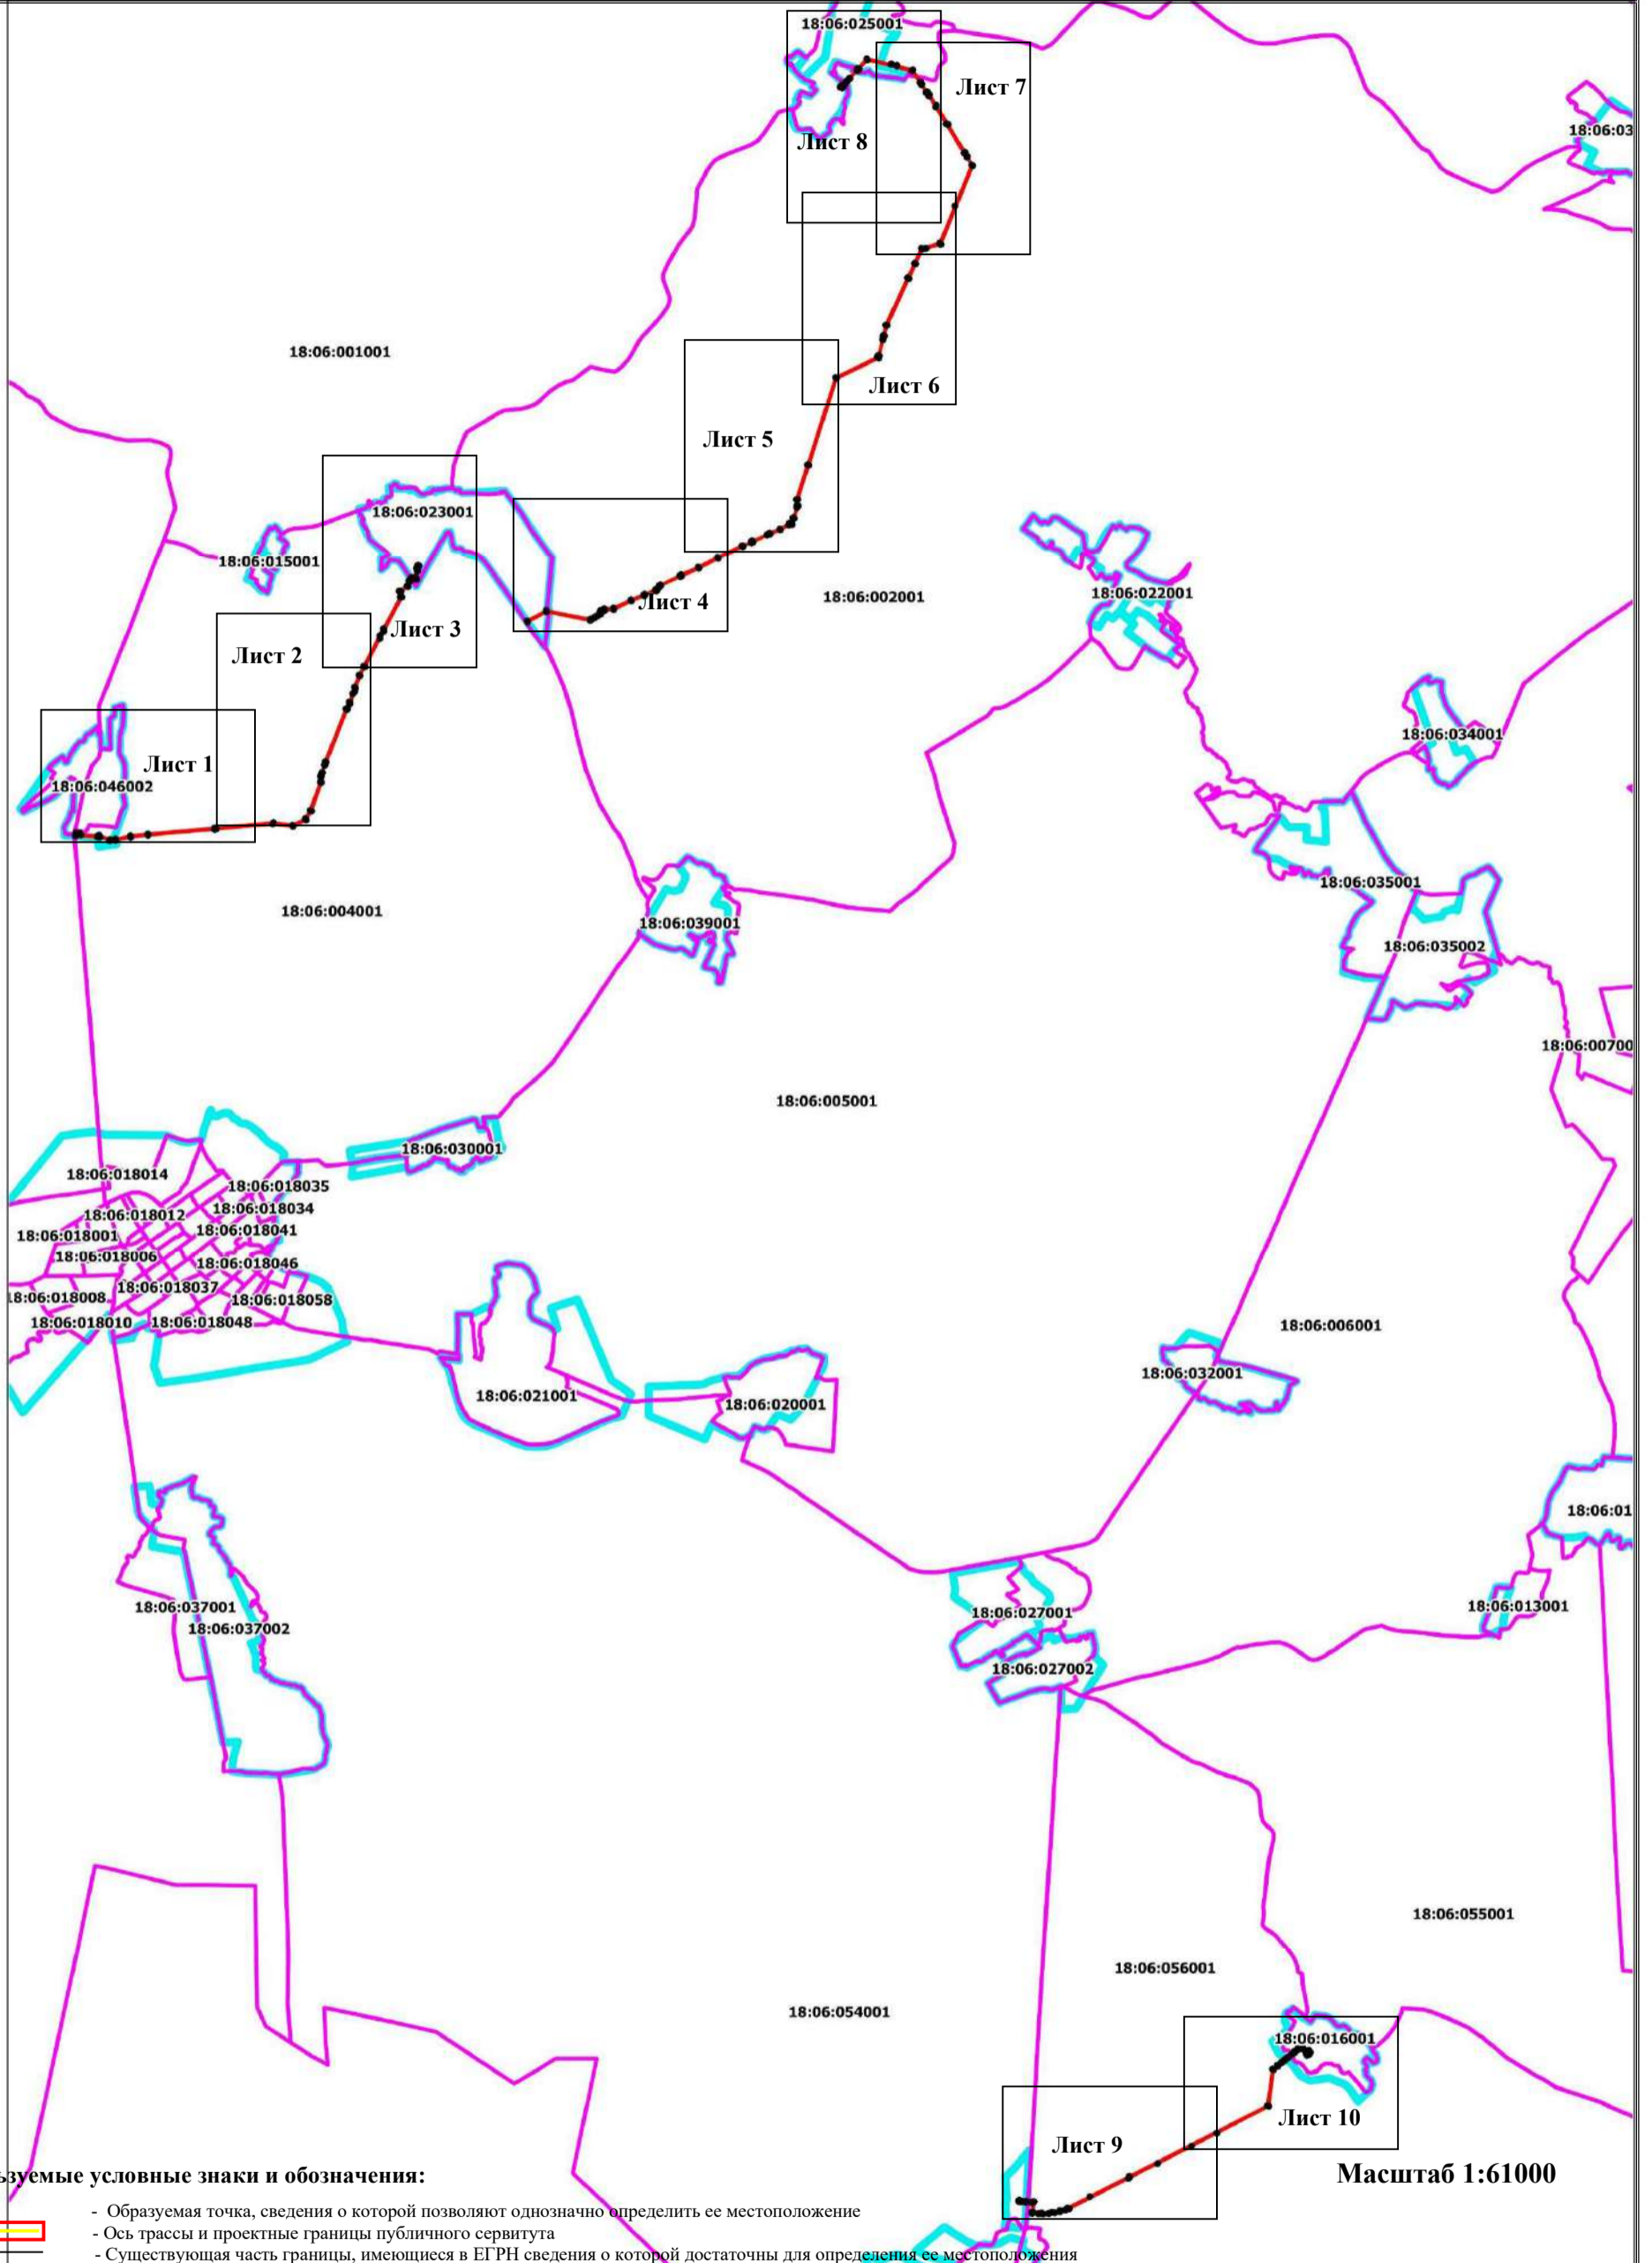 18:06:025001
Лист 7
18:06:03
Лист 8
18:06:001001
Лист 6
Лист 5
18:06:023001
18:06:015001
18:06:022001
18:06:002001
Лист 4
Лист 3
Лист 2
18:06:034001
Лист 1
18:06:046002
18:06:035001
18:06:004001
18:06:039001
18:06:035002
18:06:00700
18:06:005001
18:06:030001
18:06:018014
18:06:018035
18:06:018034
18:06:018012
18:06:018041
18:06:018001
18:06:018006
18:06:018046
18:06:018037
18:06:018008
18:06:018058
18:06:018010
18:06:018048
18:06:006001
18:06:032001
18:06:021001
18:06:020001
18:06:01
18:06:037001
18:06:013001
18:06:027001
18:06:037002
18:06:027002
18:06:055001
18:06:056001
18:06:054001
18:06:016001
Лист 10
Лист 9
Масштаб 1:61000
ьзуемые условные знаки и обозначения:
- Образуемая точка, сведения о которой позволяют однозначно определить ее местоположение
- Ось трассы и проектные границы публичного сервитута
- Существующая часть границы, имеющиеся в ЕГРН сведения о которой достаточны для определения ее местоположения